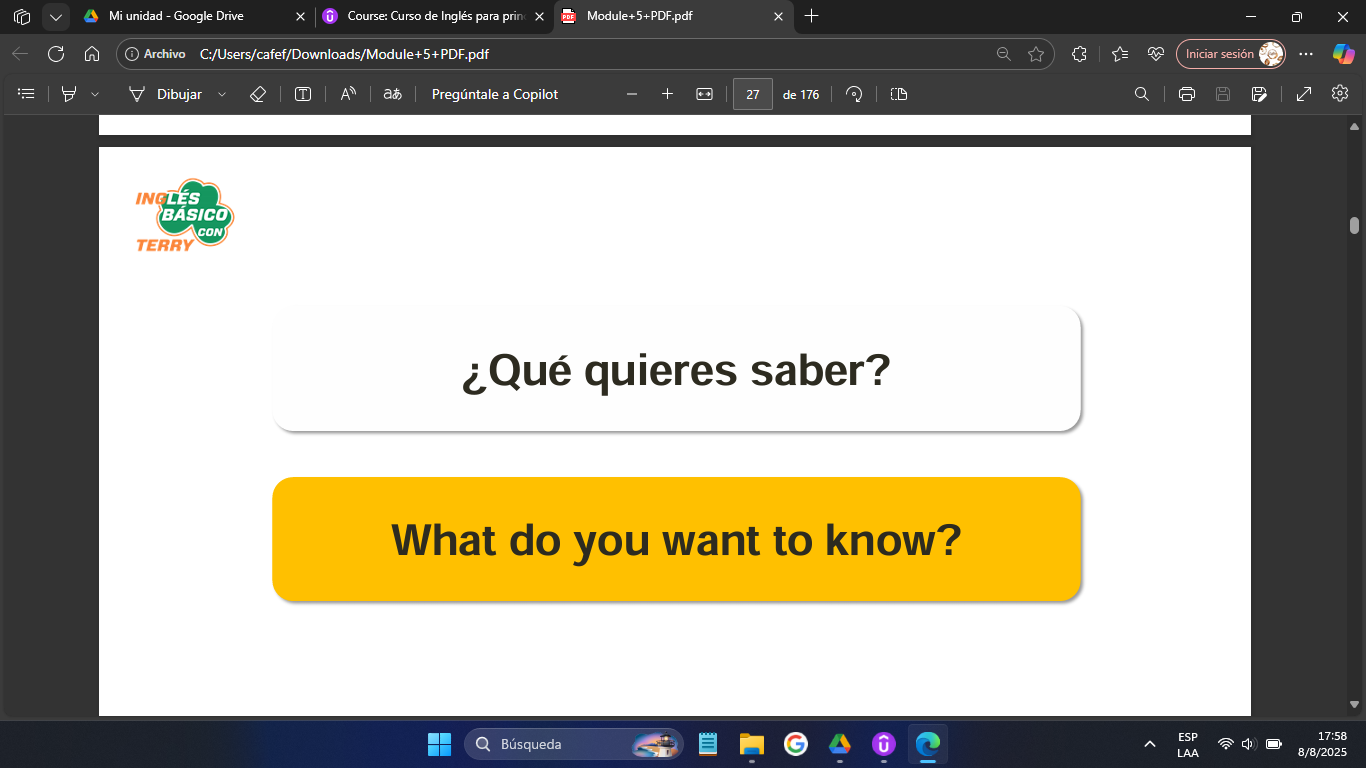 Mi unidad - Google Drive
Course: Curso de Inglés para prin
Module+5+PDF.pdf
Archivo C:/Users/cafef/Downloads/Module+5+PDF.pdf
Iniciar sesión
Dibujar
aあ
Pregúntale a Copilot
27 de 176
INGLÉS
BÁSICO
CON
TERRY
¿Qué quieres saber?
What do you want to know?
Búsqueda
ESP
LAA
17:58
8/8/2025